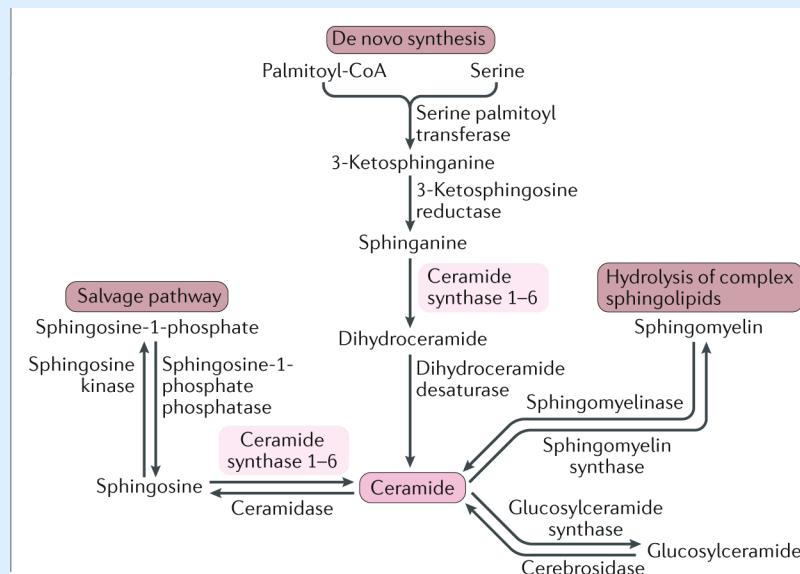 De novo synthesis
Palmitoyl-CoA
Serine
Serine palmitoyl
transferase
3-Ketosphinganine
3-Ketosphingosine
reductase
Sphinganine
Ceramide
synthase 1–6
Dihydroceramide
Dihydroceramide
desaturase
Salvage pathway
Sphingosine-1-phosphate
Sphingosine
kinase
Sphingosine-1-
phosphate
phosphatase
Sphingosine
Ceramide
synthase 1–6
Ceramidase
Ceramide
Hydrolysis of complex
sphingolipids
Sphingomyelin
Sphingomyelinase
Sphingomyelin
synthase
Glucosylceramide
synthase
Glucosylceramide
Cerebrosidase